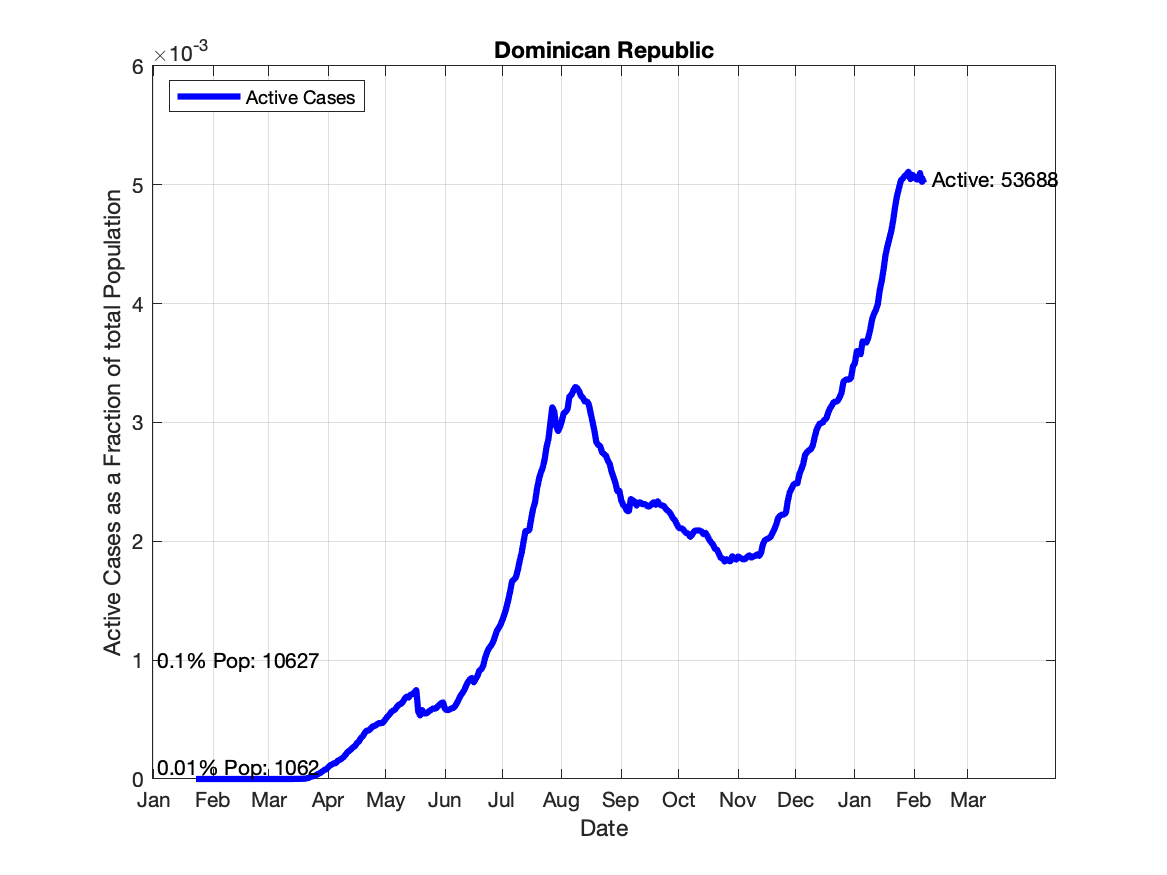 Dominican Republic
×10-3
Active Cases
6
5
4
3
2
1
0
Active Cases as a Fraction of total Population
Active: 53688
0.1% Pop: 10627
0.01% Pop: 1062
Jan Feb Mar Apr May Jun Jul Aug Sep Oct Nov Dec Jan Feb Mar
Date